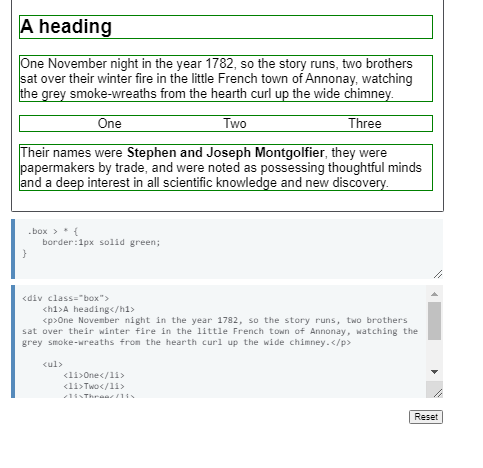 A heading
One November night in the year 1782, so the story runs, two brothers
sat over their winter fire in the little French town of Annonay, watching
the grey smoke-wreaths from the hearth curl up the wide chimney.
One Two Three
Their names were Stephen and Joseph Montgolfier, they were
papermakers by trade, and were noted as possessing thoughtful minds
and a deep interest in all scientific knowledge and new discovery.
.box > * {
border:1px solid green;
}
<div class="box">
<h1>A heading</h1>
<p>One November night in the year 1782, so the story runs, two brothers
sat over their winter fire in the little French town of Annonay, watching the
grey smoke-wreaths from the hearth curl up the wide chimney.</p>
<ul>
<li>One</li>
<li>Two</li>
<li>Three</li>
Reset